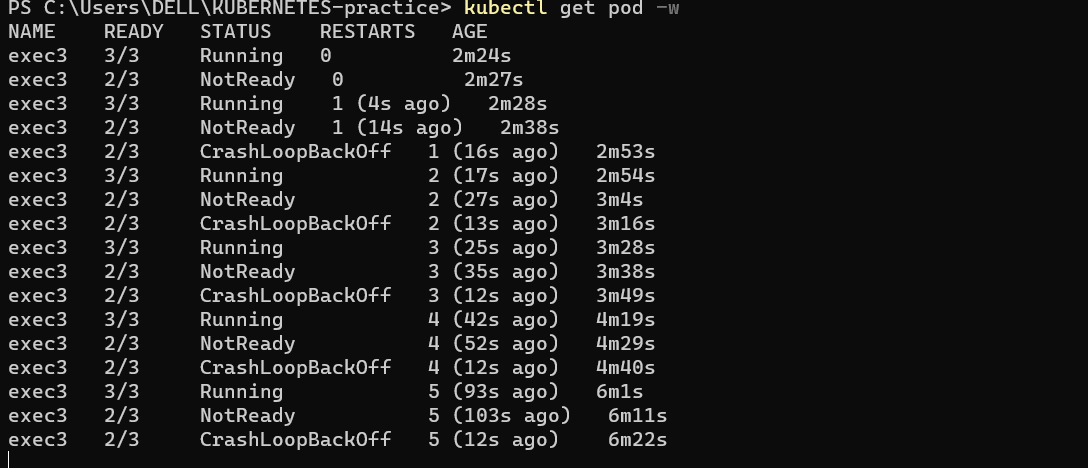 PS C:\Users\DELL\KUBERNETES-practice> kubectl get pod -w
NAME    READY   STATUS    RESTARTS   AGE
exec3   3/3     Running   0          2m24s
exec3   2/3     NotReady   0          2m27s
exec3   3/3     Running    1 (4s ago)   2m28s
exec3   2/3     NotReady   1 (14s ago)   2m38s
exec3   2/3     CrashLoopBackOff   1 (16s ago)   2m53s
exec3   3/3     Running            2 (17s ago)   2m54s
exec3   2/3     NotReady           2 (27s ago)   3m4s
exec3   2/3     CrashLoopBackOff   2 (13s ago)   3m16s
exec3   3/3     Running            3 (25s ago)   3m28s
exec3   2/3     NotReady           3 (35s ago)   3m38s
exec3   2/3     CrashLoopBackOff   3 (12s ago)   3m49s
exec3   3/3     Running            4 (42s ago)   4m19s
exec3   2/3     NotReady           4 (52s ago)   4m29s
exec3   2/3     CrashLoopBackOff   4 (12s ago)   4m40s
exec3   3/3     Running            5 (93s ago)   6m1s
exec3   2/3     NotReady           5 (103s ago)   6m11s
exec3   2/3     CrashLoopBackOff   5 (12s ago)    6m22s